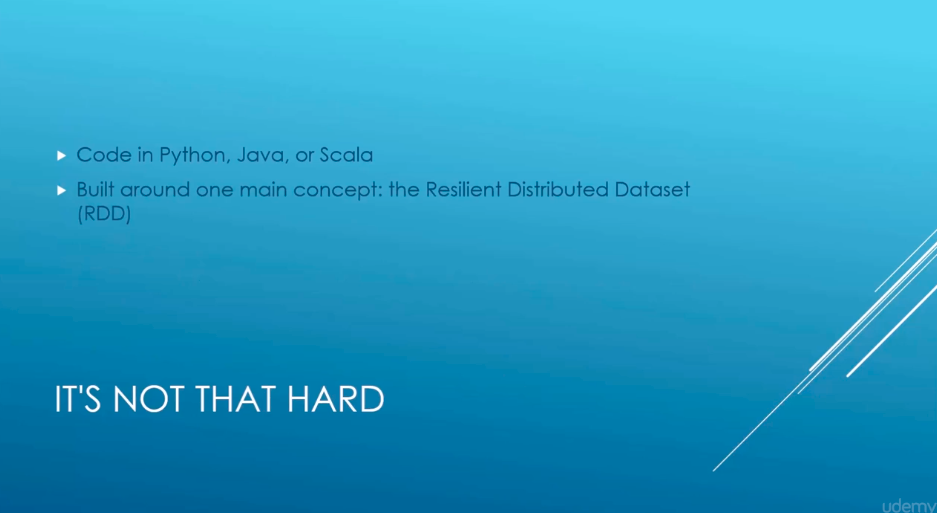 Code in Python, Java, or Scala
Built around one main concept: the Resilient Distributed Dataset
(RDD)
IT'S NOT THAT HARD
udemy